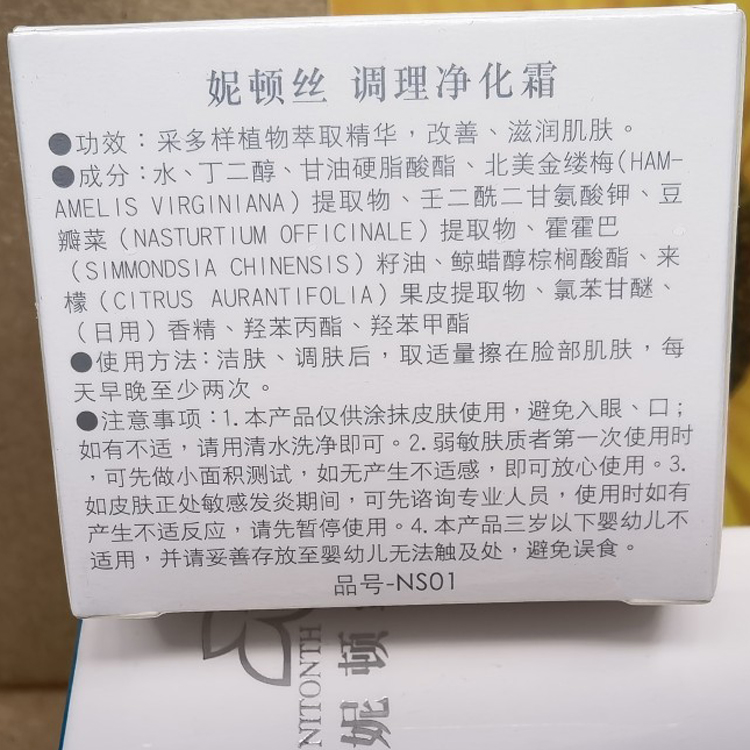 妮顿丝 调理净化霜
●功效：采多样植物萃取精华，改善、滋润肌肤。
●成分：水、丁二醇、甘油硬脂酸酯、北美金缕梅(HAM-
AMELIS VIRGINIANA）提取物、壬二酰二甘氨酸钾、豆
瓣菜（NASTURTIUM OFFICINALE）提取物、霍霍巴
（SIMMONDSIA CHINENSIS）籽油、鲸蜡醇棕榈酸酯、来
檬（CITRUS AURANTIFOLIA）果皮提取物、氯苯甘醚、
（日用）香精、羟苯丙酯、羟苯甲酯
●使用方法：洁肤、调肤后，取适量擦在脸部肌肤，每
天早晚至少两次。
●注意事项：1.本产品仅供涂抹皮肤使用，避免入眼、口；
如有不适，请用清水洗净即可。2.弱敏肤质者第一次使用时
，可先做小面积测试，如无产生不适感，即可放心使用。3.
如皮肤正处敏感发炎期间，可先谘询专业人员，使用时如有
产生不适反应，请先暂停使用。4.本产品三岁以下婴幼儿不
适用，并请妥善存放至婴幼儿无法触及处，避免误食。
品号-NS01
NITONTH
妮顿